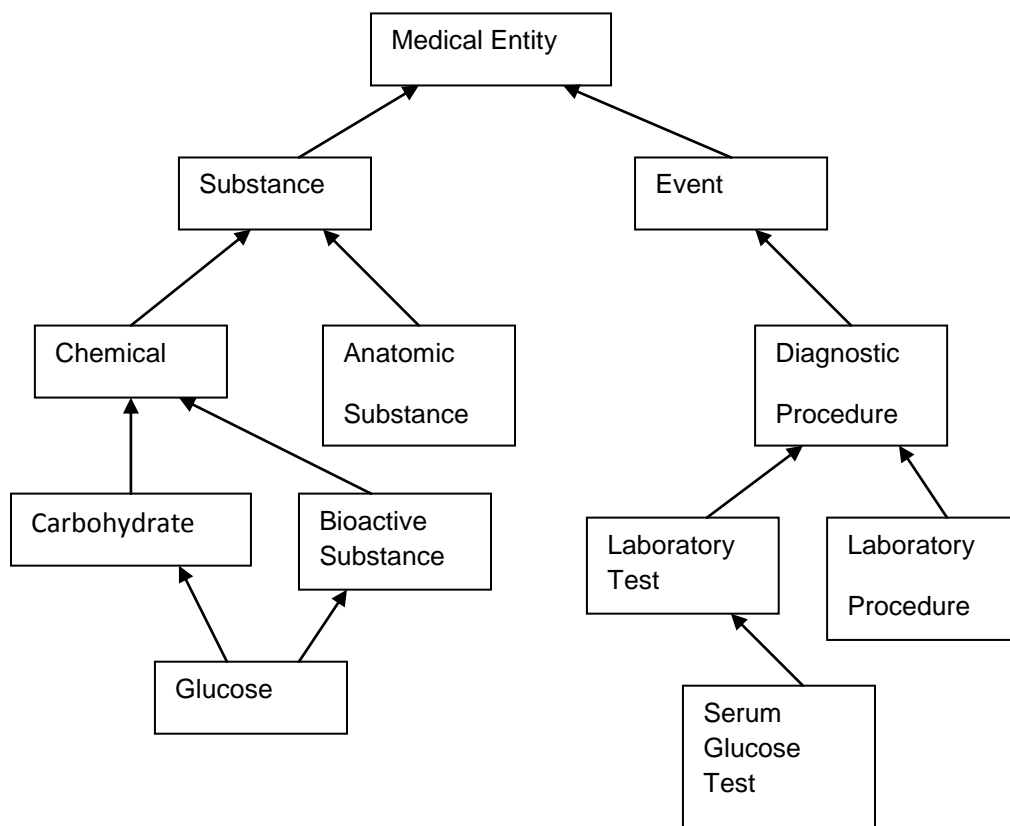 Medical Entity
Substance
Event
Chemical
Anatomic
Substance
Diagnostic
Procedure
Carbohydrate
Bioactive
Substance
Laboratory
Test
Laboratory
Procedure
Glucose
Serum
Glucose
Test